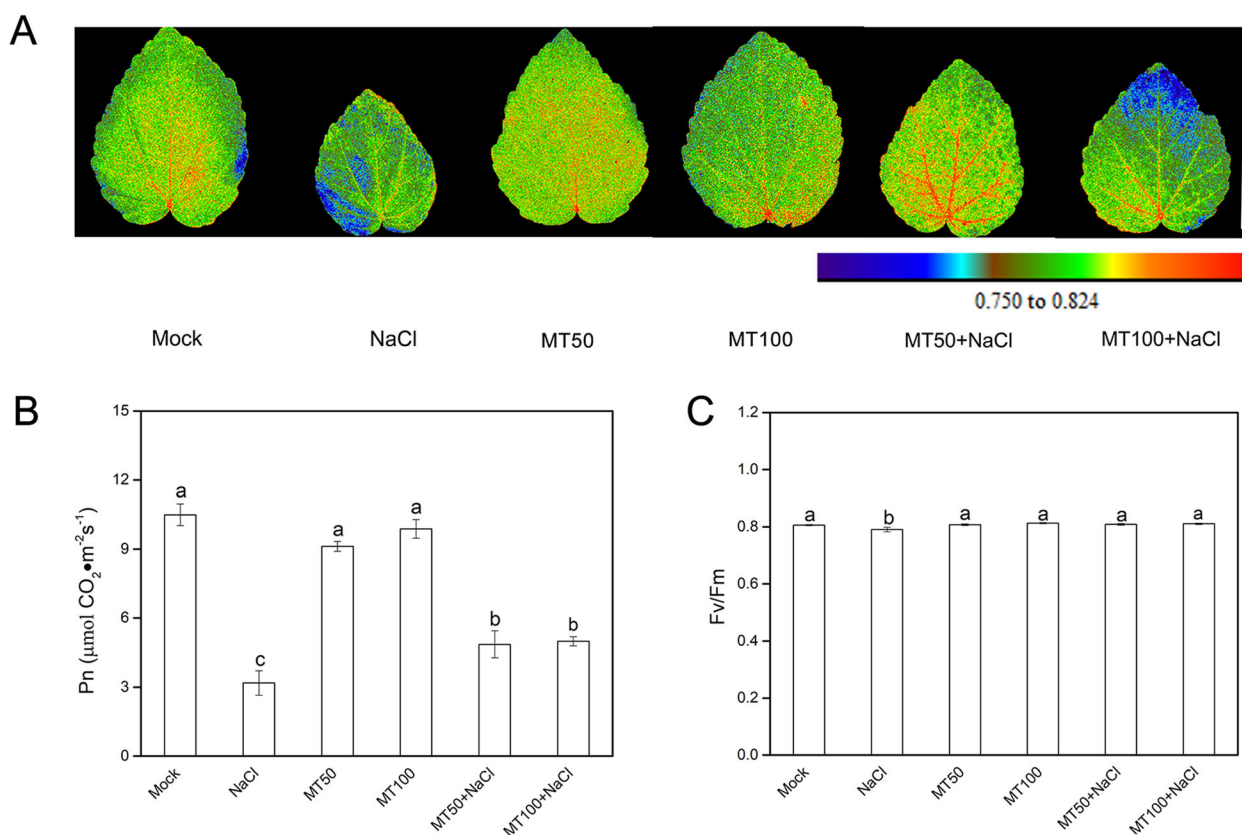 A
0.750 to 0.824
Mock NaCl MT50 MT100 MT50+NaCl MT100+NaCl
B
15
12
9
6
3
0
Pn (μmol CO₂•m⁻²s⁻¹)
a
c
a
a
b
b
Mock
NaCl
MT50
MT100
MT50+NaCl
MT100+NaCl
C
1.2
1.0
0.8
0.6
0.4
0.2
0.0
Fv/Fm
a
b
a
a
a
a
Mock
NaCl
MT50
MT100
MT50+NaCl
MT100+NaCl